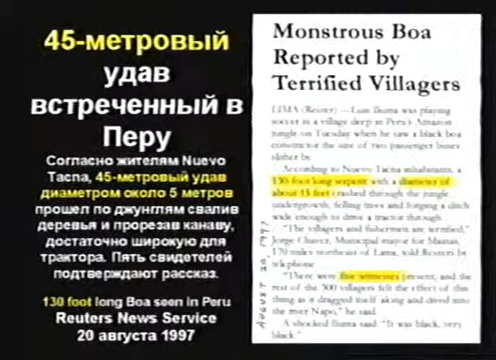 45-метровый
удав
встреченный в
Перу
Согласно жителям Nuevo
Tacna, 45-метровый удав
диаметром около 5 метров
прошел по джунглям свалив
деревья и прорезав канаву,
достаточно широкую для
трактора. Пять свидетелей
подтверждают рассказ.
130 foot long Boa seen in Peru
Reuters News Service
20 августа 1997
Monstrous Boa
Reported by
Terrified Villagers
LIMA (Reuter) — Luis Iluma was playing
soccer in a village deep in Peru's Amazon
jungle on Tuesday when he saw a black boa
constrictor the size of two passenger buses
slither by.
According to Nuevo Tacna inhabitants, a
130 foot long serpent with a diameter of
about 15 feet crashed through the jungle
undergrowth, felling trees and forging a ditch
wide enough to drive a tractor through.
"The villagers and fishermen are terrified,"
Jorge Chavez, Municipal mayor for Mainas,
miles northeast of Lama, told Reuters by
telephone.
"There were five witnesses present, and the
rest of the 300 villagers felt the effect of this
thing as it dragged itself along and dived into
the river Napo," he said.
A shocked Iluma said: "It was black, very
black."
AUGUST 20, 1997